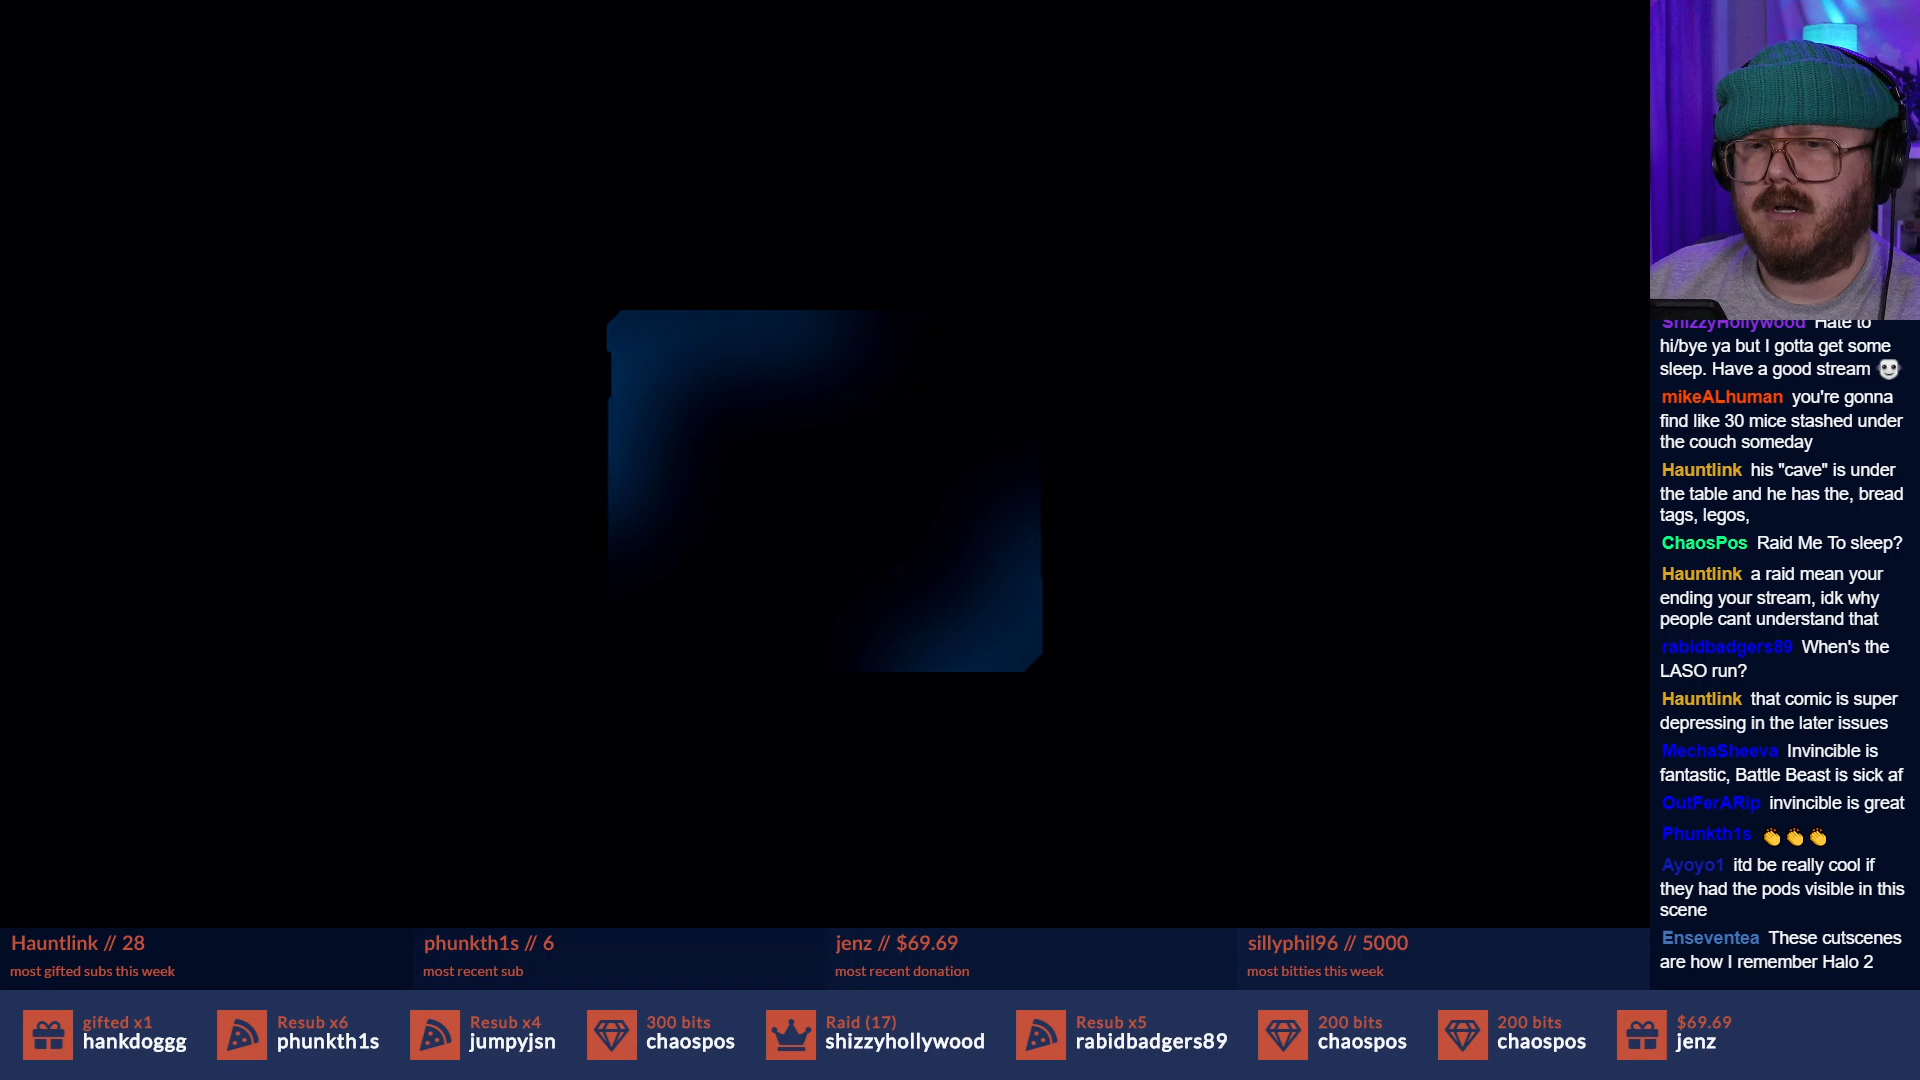 ShizzyHollywood Hate to
hi/bye ya but I gotta get some
sleep. Have a good stream
mikeALhuman you're gonna
find like 30 mice stashed under
the couch someday
Hauntlink his "cave" is under
the table and he has the, bread
tags, legos,
ChaosPos Raid Me To sleep?
Hauntlink a raid mean your
ending your stream, idk why
people cant understand that
rabidbadgers89 When's the
LASO run?
Hauntlink that comic is super
depressing in the later issues
MechaSheeva Invincible is
fantastic, Battle Beast is sick af
OutFerARip invincible is great
Phunkth1s 👏 👏 👏
Ayoyo1 itd be really cool if
they had the pods visible in this
scene
Enseventea These cutscenes
are how I remember Halo 2
Hauntlink // 28
most gifted subs this week
phunkth1s // 6
most recent sub
jenz // $69.69
most recent donation
sillyphil96 // 5000
most bitties this week
gifted x1
hankdoggg
Resub x6
phunkth1s
Resub x4
jumpyjsn
300 bits
chaospos
Raid (17)
shizzyhollywood
Resub x5
rabidbadgers89
200 bits
chaospos
200 bits
chaospos
$69.69
jenz